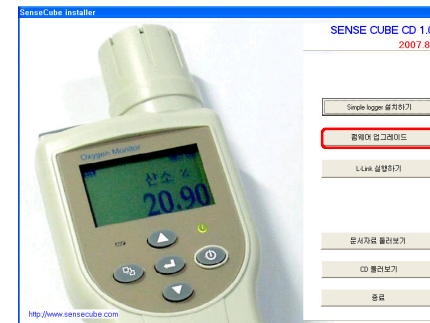 SenseCube installer
SENSE CUBE CD 1.0
2007.8
Simple logger 설치하기
펌웨어 업그레이드
L-Link 실행하기
문서자료 둘러보기
CD 둘러보기
종료
Oxygen Monitor
산소 %
20.90
http://www.sensecube.com